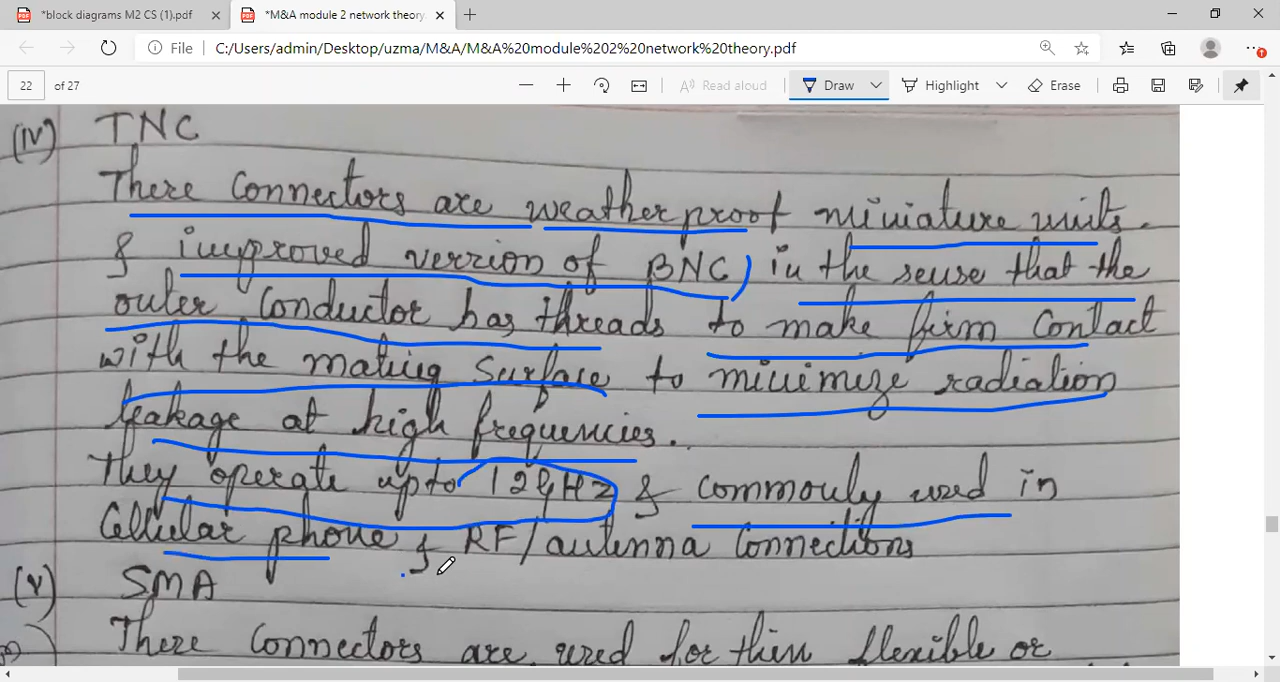 *block diagrams M2 CS (1).pdf
*M&A module 2 network theory.
File
C:/Users/admin/Desktop/uzma/M&A/M&A%20module%202%20network%20theory.pdf
22 of 27
Read aloud
Draw
Highlight
Erase
(iv) TNC
There connectors are weather proof miniature units.
& improved verzion of BNC, in the sense that the
outer conductor has threads to make firm contact
with the mating surface to minimize radiation
leakage at high frequencies.
They operate upto 12GHz & commonly used in
Cellular phone & RF/antenna connections
(v) SMA
There connectors are used for thin flexible or